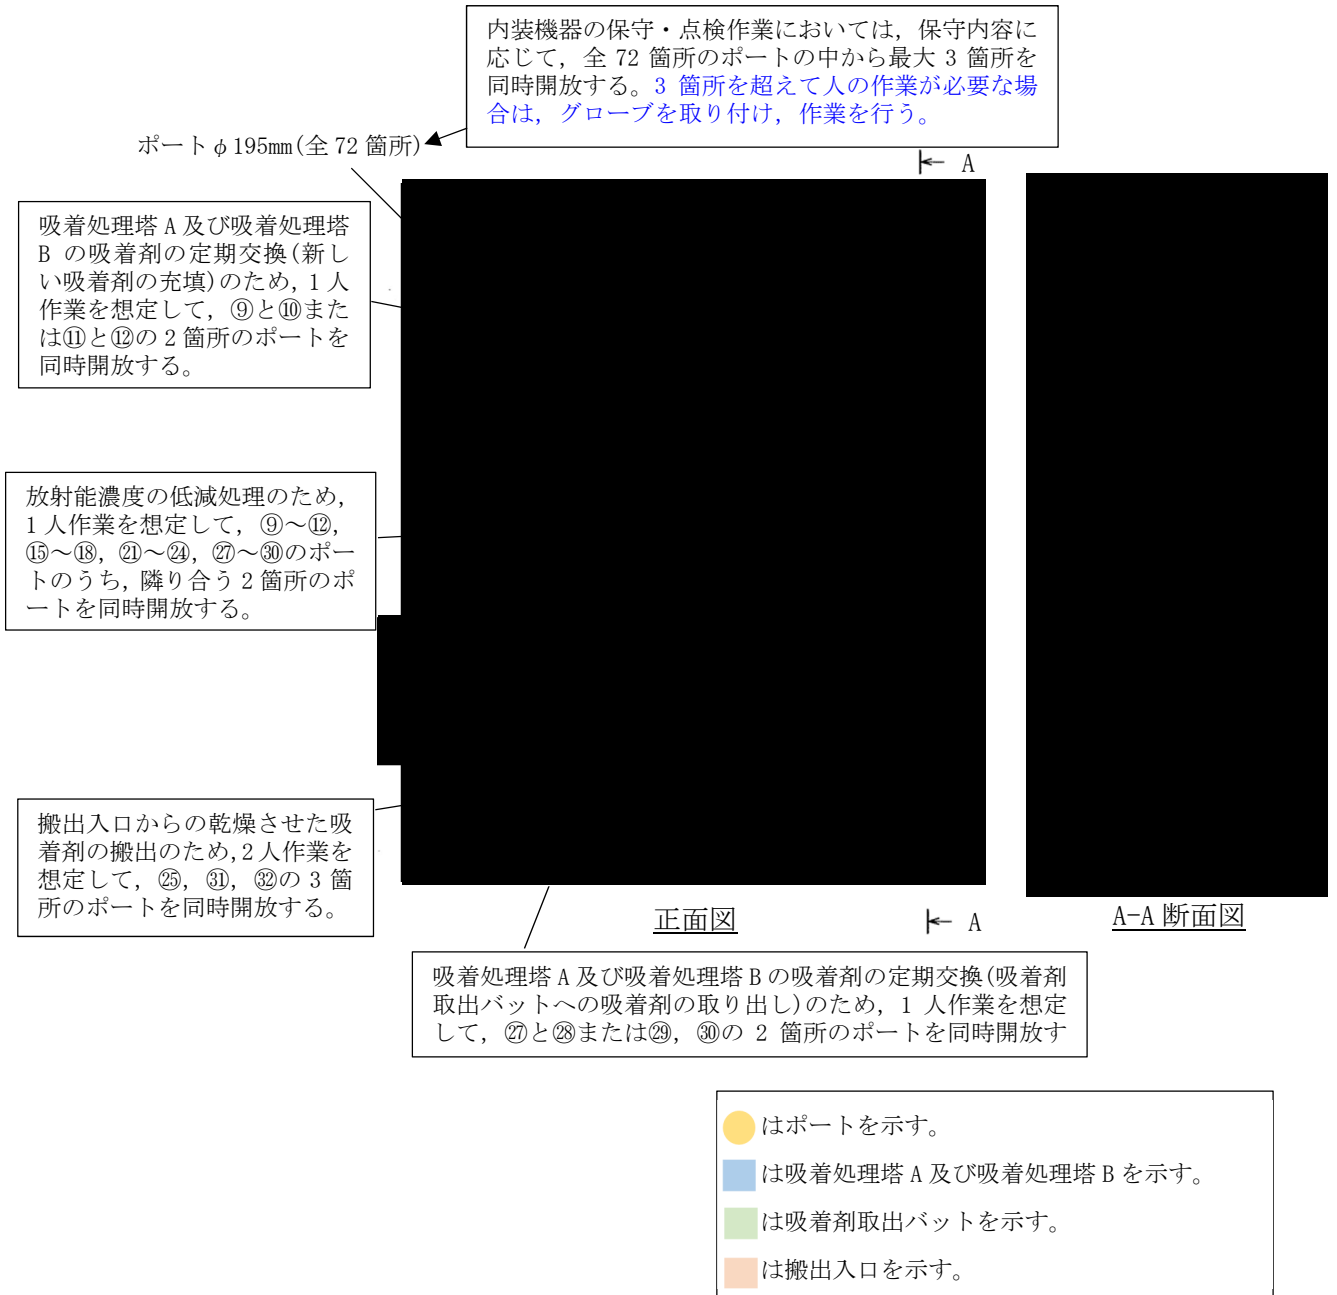 内装機器の保守・点検作業においては，保守内容に
応じて，全 72 箇所のポートの中から最大 3 箇所を
同時開放する。3 箇所を超えて人の作業が必要な場
合は，グローブを取り付け，作業を行う。
ポートφ195mm(全 72 箇所)
A
吸着処理塔 A 及び吸着処理塔
B の吸着剤の定期交換(新し
い吸着剤の充填)のため，1 人
作業を想定して，⑨と⑩また
は⑪と⑫の 2 箇所のポートを
同時開放する。
放射能濃度の低減処理のため，
1 人作業を想定して，⑨～⑫，
⑮～⑱，㉑～㉔，㉗～㉚のポー
トのうち，隣り合う 2 箇所のポ
ートを同時開放する。
搬出入口からの乾燥させた吸
着剤の搬出のため，2 人作業を
想定して，㉕，㉛，㉜の 3 箇
所のポートを同時開放する。
正面図
A
A-A 断面図
吸着処理塔 A 及び吸着処理塔 B の吸着剤の定期交換(吸着剤
取出バットへの吸着剤の取り出し)のため，1 人作業を想定
して，㉗と㉘または㉙，㉚の 2 箇所のポートを同時開放す
はポートを示す。
は吸着処理塔 A 及び吸着処理塔 B を示す。
は吸着剤取出バットを示す。
は搬出入口を示す。